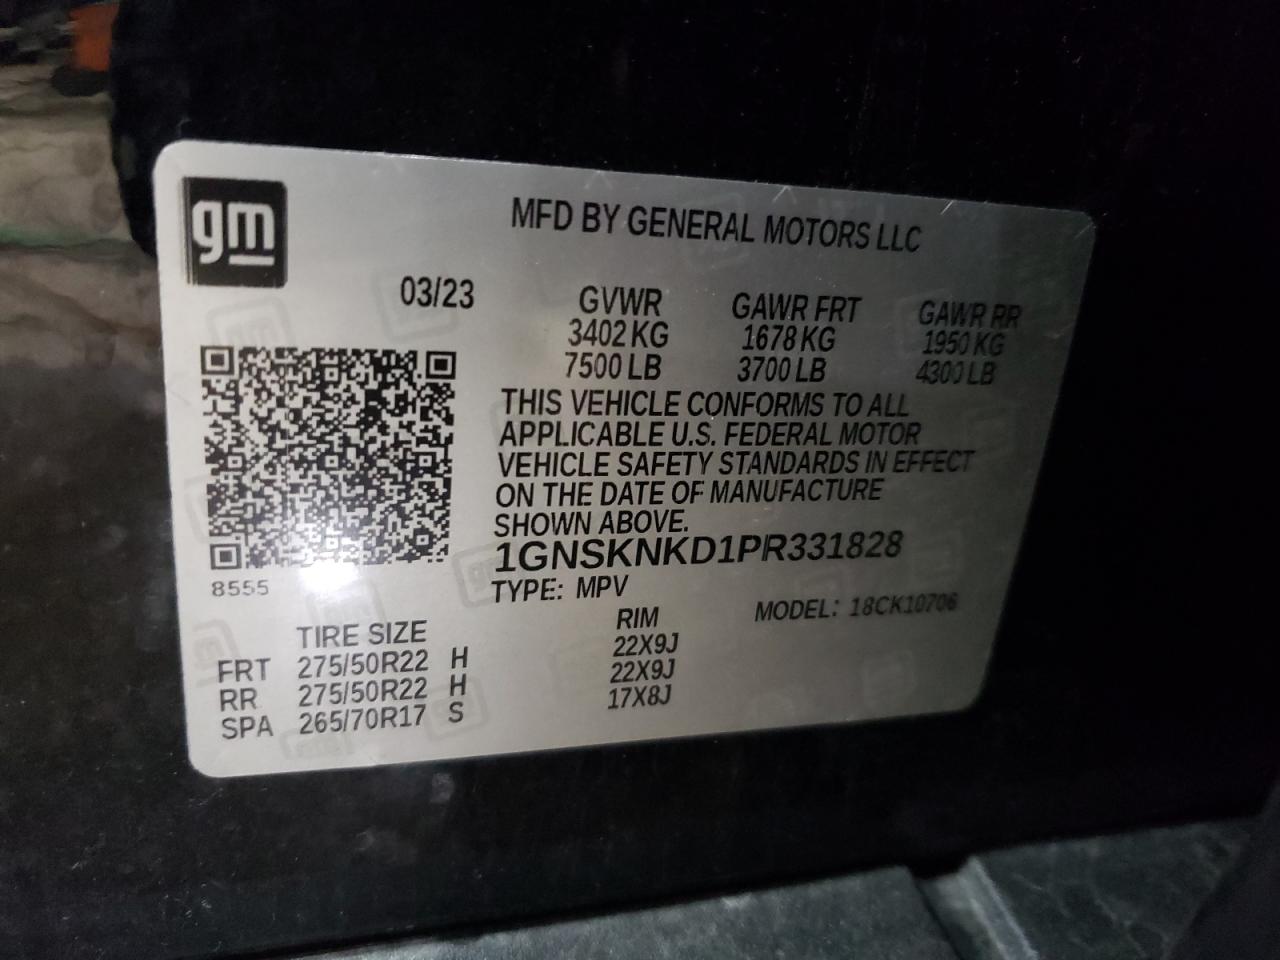 gm
MFD BY GENERAL MOTORS LLC
03/23 GVWR GAWR FRT GAWR RR
3402 KG 1678 KG 1950 KG
7500 LB 3700 LB 4300 LB
THIS VEHICLE CONFORMS TO ALL
APPLICABLE U.S. FEDERAL MOTOR
VEHICLE SAFETY STANDARDS IN EFFECT
ON THE DATE OF MANUFACTURE
SHOWN ABOVE.
1GNSKNKD1PR331828
8555
TYPE: MPV MODEL: 18CK10706
TIRE SIZE RIM
FRT 275/50R22 H 22X9J
RR 275/50R22 H 22X9J
SPA 265/70R17 S 17X8J